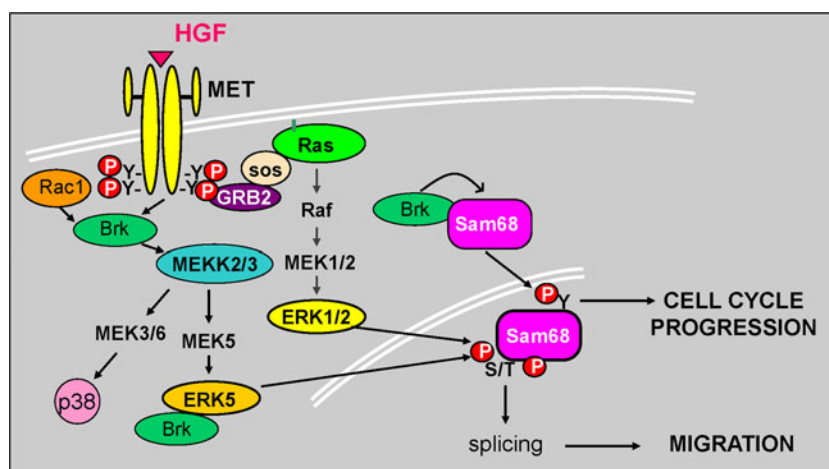 HGF
MET
P Y- -Y P
P Y- -Y P
Rac1
Brk
GRB2
sos
Ras
Raf
MEK1/2
ERK1/2
MEKK2/3
MEK3/6
MEK5
p38
ERK5
Brk
Brk
Sam68
P Y
Sam68
P
S/T P
CELL CYCLE
PROGRESSION
splicing
MIGRATION